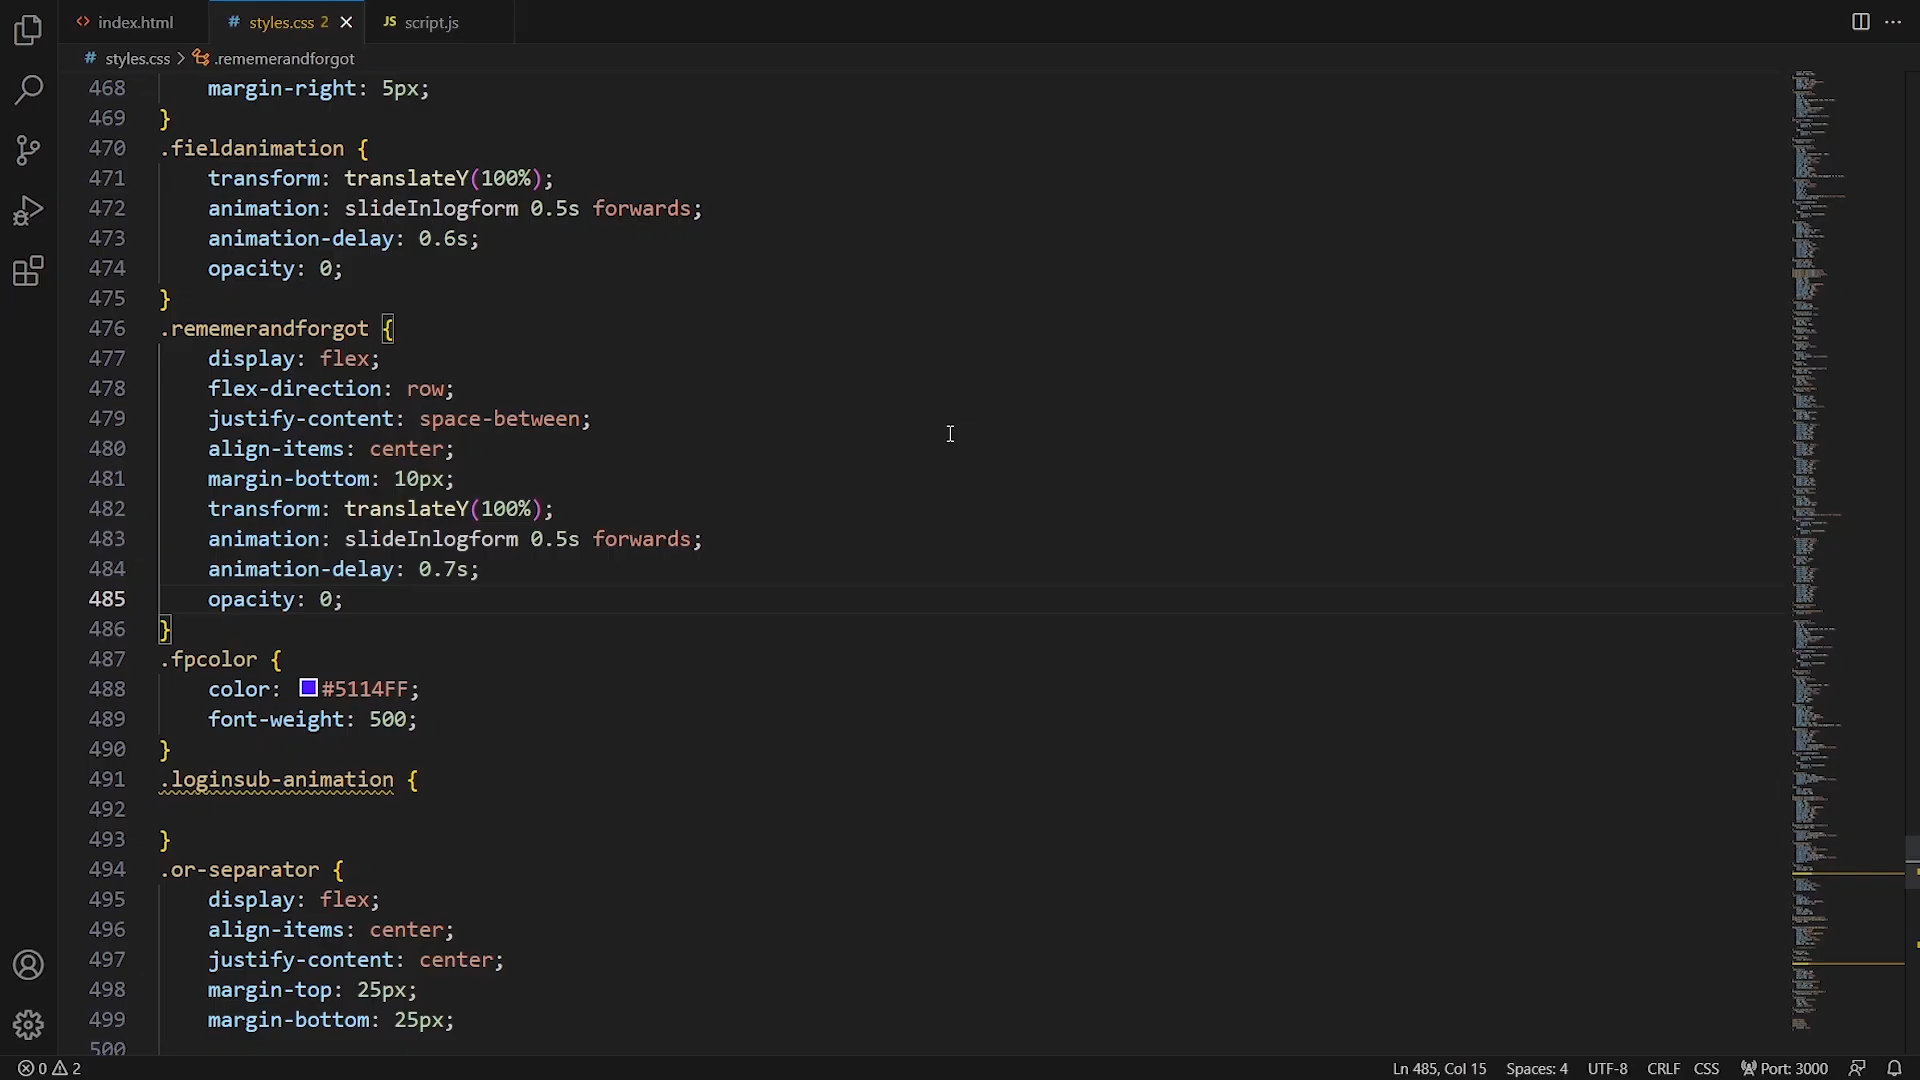 index.html
styles.css 2
JS script.js
# styles.css > .rememerandforgot
468 margin-right: 5px;
469 }
470 .fieldanimation {
471 transform: translateY(100%);
472 animation: slideInlogform 0.5s forwards;
473 animation-delay: 0.6s;
474 opacity: 0;
475 }
476 .rememerandforgot {
477 display: flex;
478 flex-direction: row;
479 justify-content: space-between;
480 align-items: center;
481 margin-bottom: 10px;
482 transform: translateY(100%);
483 animation: slideInlogform 0.5s forwards;
484 animation-delay: 0.7s;
485 opacity: 0;
486 }
487 .fpcolor {
488 color: #5114FF;
489 font-weight: 500;
490 }
491 .loginsub-animation {
492
493 }
494 .or-separator {
495 display: flex;
496 align-items: center;
497 justify-content: center;
498 margin-top: 25px;
499 margin-bottom: 25px;
500
0 2 Ln 485, Col 15 Spaces: 4 UTF-8 CRLF CSS Port: 3000